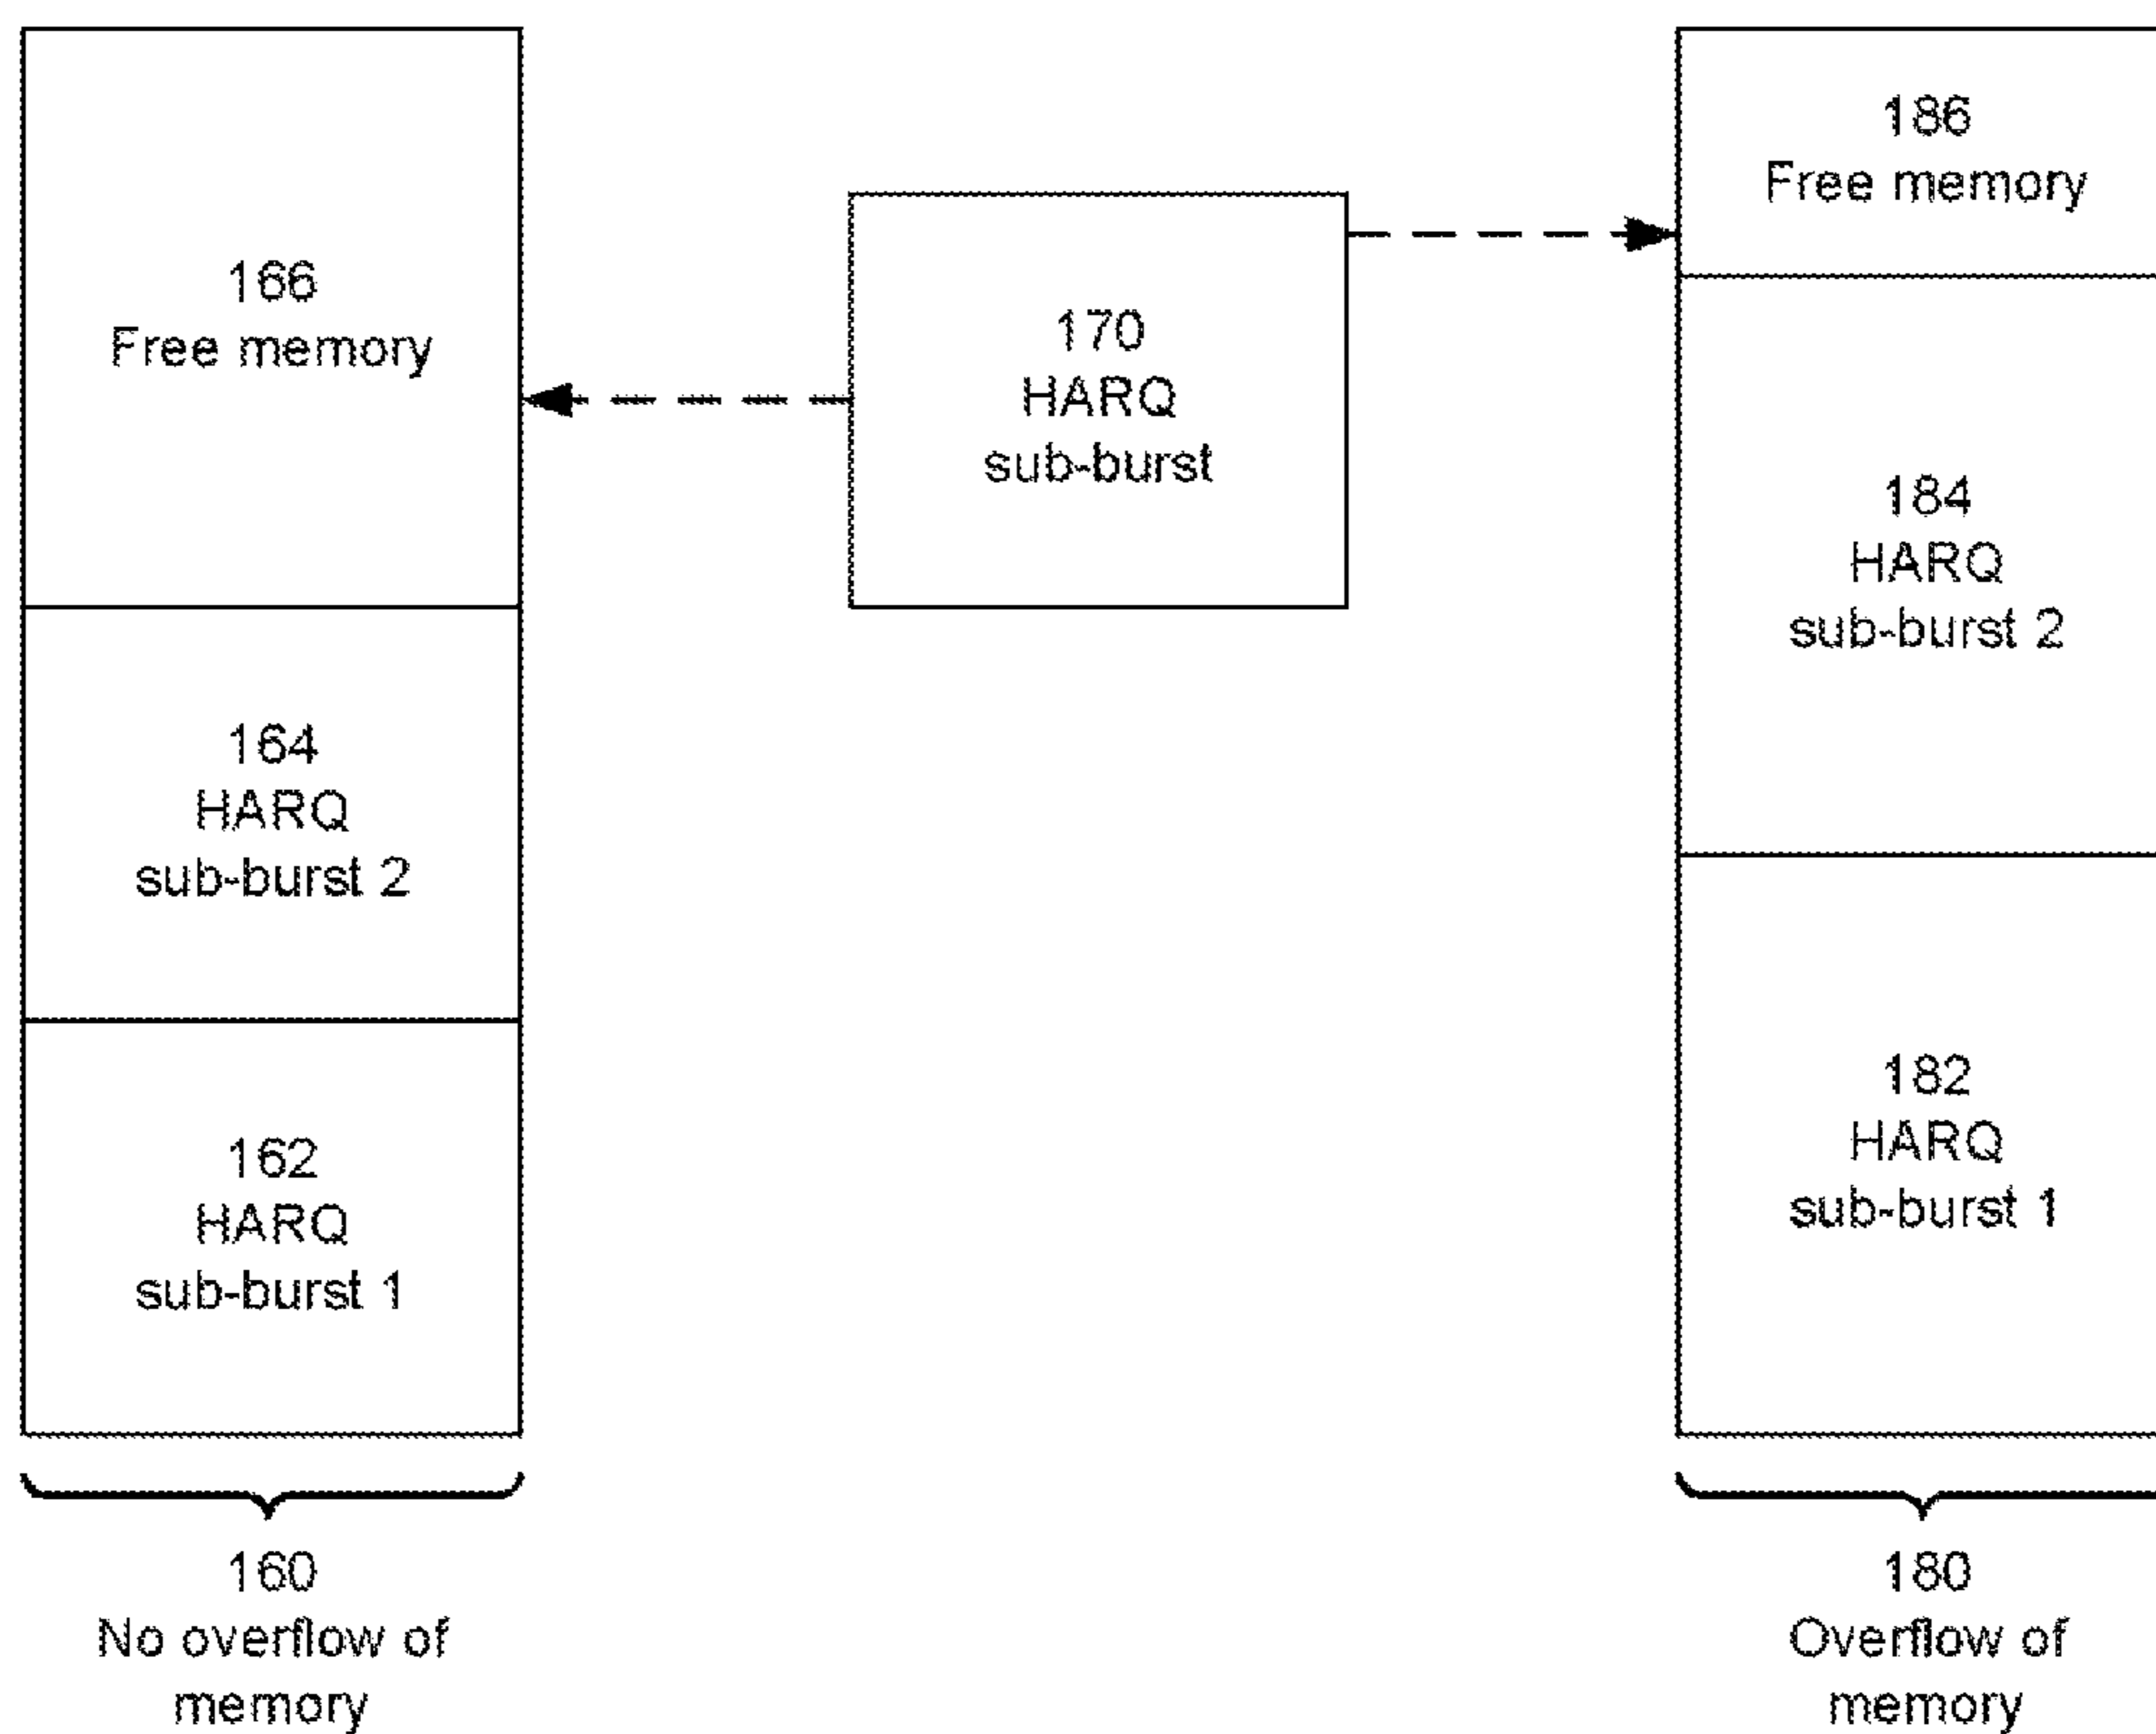 166
Free memory
164
HARQ
sub-burst 2
162
HARQ
sub-burst 1
160
No overflow of
memory
170
HARQ
sub-burst
186
Free memory
184
HARQ
sub-burst 2
182
HARQ
sub-burst 1
180
Overflow of
memory